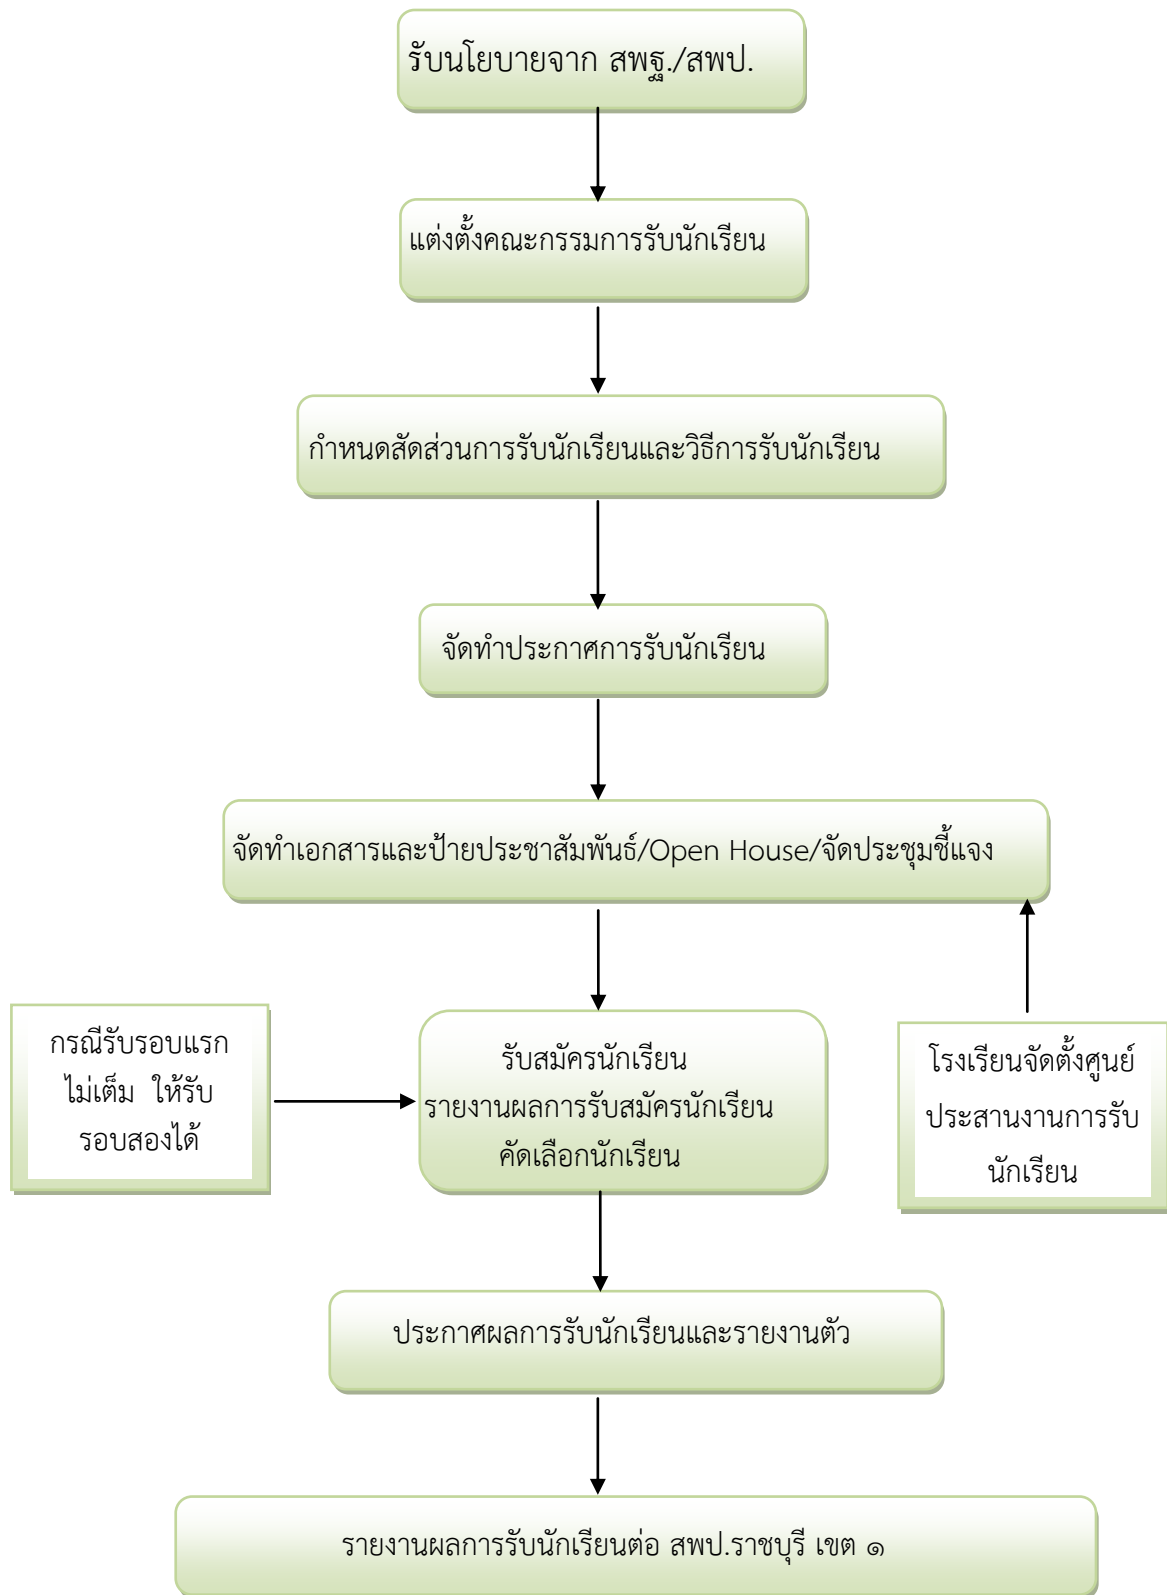 รับนโยบายจาก สพฐ./สพป.
แต่งตั้งคณะกรรมการรับนักเรียน
กำหนดสัดส่วนการรับนักเรียนและวิธีการรับนักเรียน
จัดทำประกาศการรับนักเรียน
จัดทำเอกสารและป้ายประชาสัมพันธ์/Open House/จัดประชุมชี้แจง
กรณีรับรอบแรก
ไม่เต็ม ให้รับ
รอบสองได้
รับสมัครนักเรียน
รายงานผลการรับสมัครนักเรียน
คัดเลือกนักเรียน
โรงเรียนจัดตั้งศูนย์
ประสานงานการรับ
นักเรียน
ประกาศผลการรับนักเรียนและรายงานตัว
รายงานผลการรับนักเรียนต่อ สพป.ราชบุรี เขต ๑